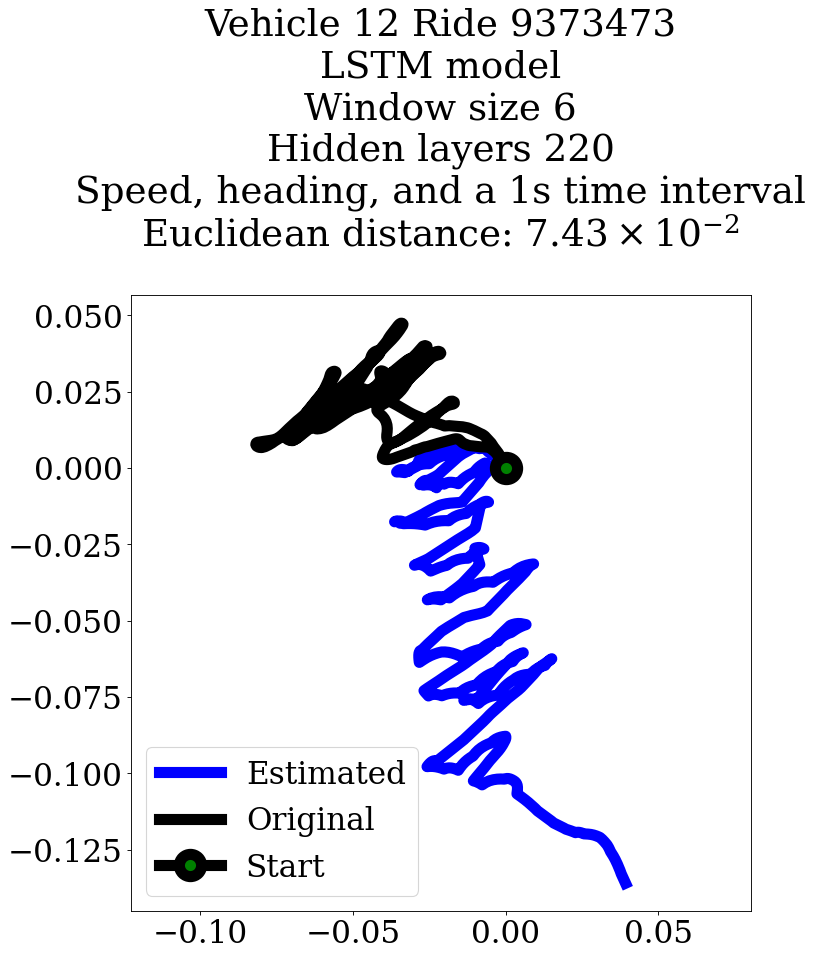 Vehicle 12 Ride 9373473
LSTM model
Window size 6
Hidden layers 220
Speed, heading, and a 1s time interval
Euclidean distance: 7.43 × 10⁻²
0.050
0.025
0.000
−0.025
−0.050
−0.075
−0.100
−0.125
Estimated
Original
Start
−0.10
−0.05
0.00
0.05